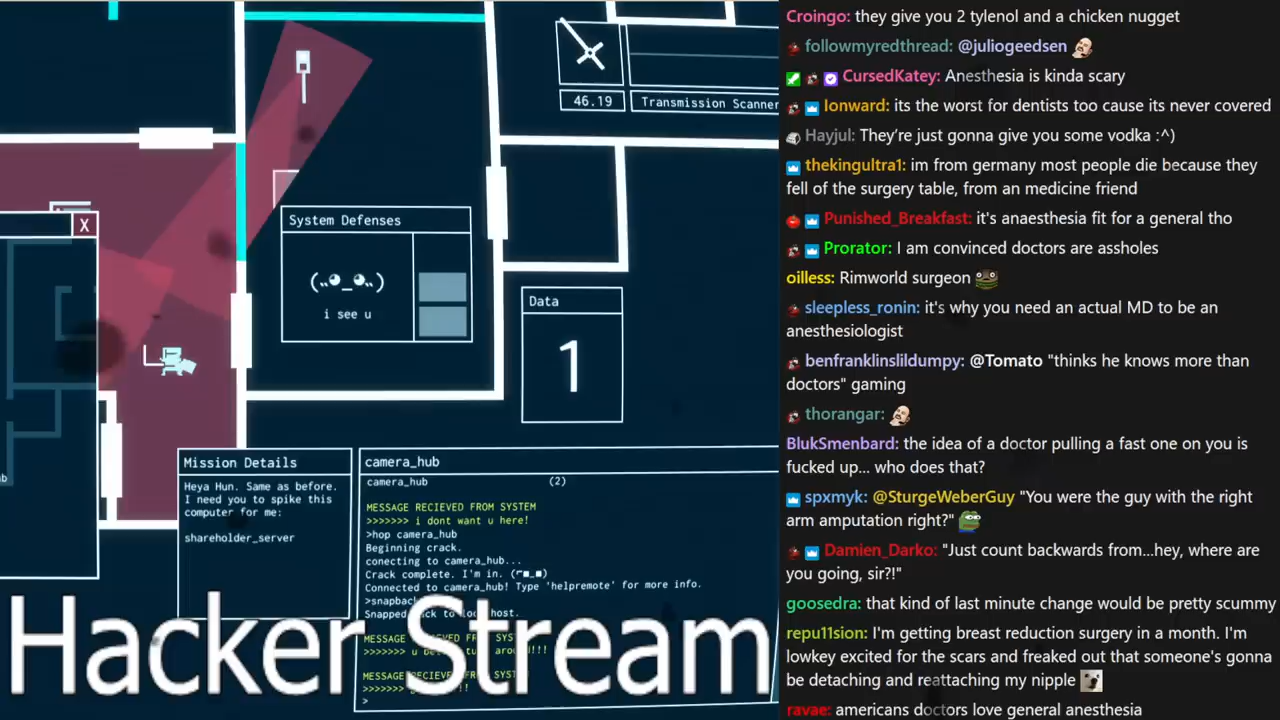 46.19
Transmission Scanner
System Defenses
(˶◕_◕˶)
i see u
X
Data
1
Mission Details
Heya Hun. Same as before.
I need you to spike this
computer for me:
shareholder_server
camera_hub
camera_hub (2)
MESSAGE RECIEVED FROM SYSTEM
>>>>>>> i dont want u here!
>hop camera_hub
Beginning crack.
conecting to camera_hub...
Crack complete. I'm in. (⌐■_■)
Connected to camera_hub! Type 'helpremote' for more info.
>snapback
MESSAGE
MESSAGE
>
Hacker Stream
Croingo: they give you 2 tylenol and a chicken nugget
followmyredthread: @juliogeedsen
CursedKatey: Anesthesia is kinda scary
Ionward: its the worst for dentists too cause its never covered
Hayjul: They're just gonna give you some vodka :^)
thekingultra1: im from germany most people die because they
fell of the surgery table, from an medicine friend
Punished_Breakfast: it's anaesthesia fit for a general tho
Prorator: I am convinced doctors are assholes
oilless: Rimworld surgeon
sleepless_ronin: it's why you need an actual MD to be an
anesthesiologist
benfranklinslildumpy: @Tomato "thinks he knows more than
doctors" gaming
thorangar:
BlukSmenbard: the idea of a doctor pulling a fast one on you is
fucked up... who does that?
spxmyk: @SturgeWeberGuy "You were the guy with the right
arm amputation right?"
Damien_Darko: "Just count backwards from...hey, where are
you going, sir?!"
goosedra: that kind of last minute change would be pretty scummy
repu11sion: I'm getting breast reduction surgery in a month. I'm
lowkey excited for the scars and freaked out that someone's gonna
be detaching and reattaching my nipple
ravae: americans doctors love general anesthesia